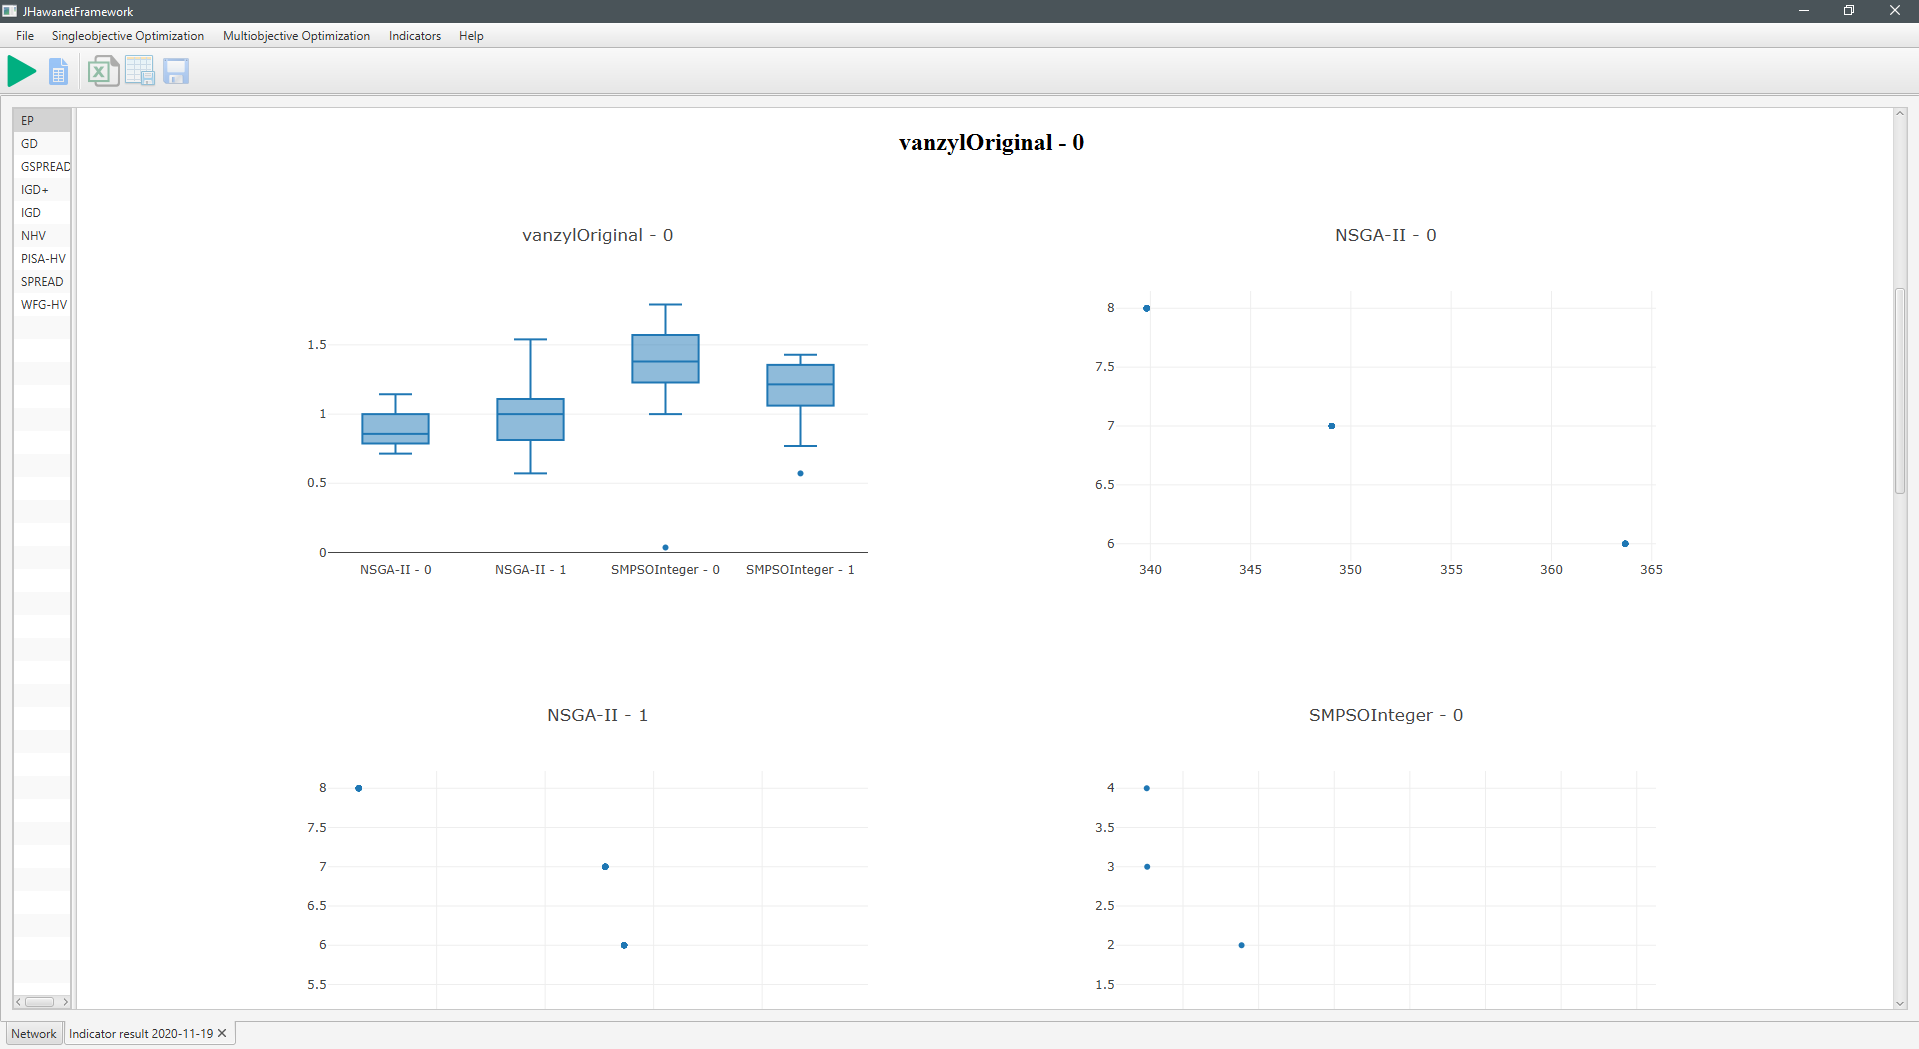 JHawanetFramework
File Singleobjective Optimization Multiobjective Optimization Indicators Help
EP
GD
GSPREAD
IGD+
IGD
NHV
PISA-HV
SPREAD
WFG-HV
vanzylOriginal - 0
vanzylOriginal - 0
1.5
1
0.5
0
NSGA-II - 0 NSGA-II - 1 SMPSOInteger - 0 SMPSOInteger - 1
NSGA-II - 0
8
7.5
7
6.5
6
340 345 350 355 360 365
NSGA-II - 1
8
7.5
7
6.5
6
5.5
SMPSOInteger - 0
4
3.5
3
2.5
2
1.5
Network Indicator result 2020-11-19